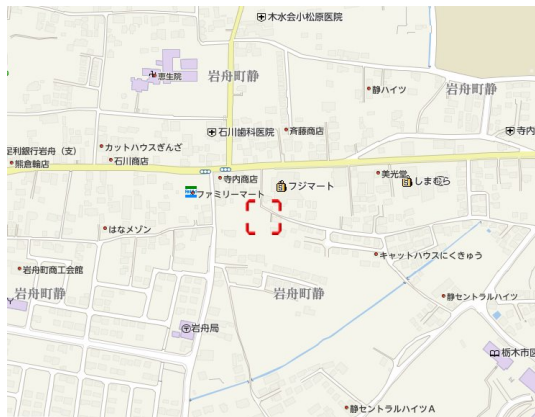 木水会小松原医院
恵生院
岩舟町静
静ハイツ
岩舟町静
石川歯科医院
斉藤商店
寺内
カットハウスぎんざ
足利銀行岩舟（支）
石川商店
熊倉輪店
寺内商店
フジマート
美光堂
しまむら
ファミリーマート
はなメゾン
キャットハウスにくきゅう
岩舟町商工会館
岩舟町静
岩舟町静
静セントラルハイツ
岩舟局
栃木市図
静セントラルハイツA